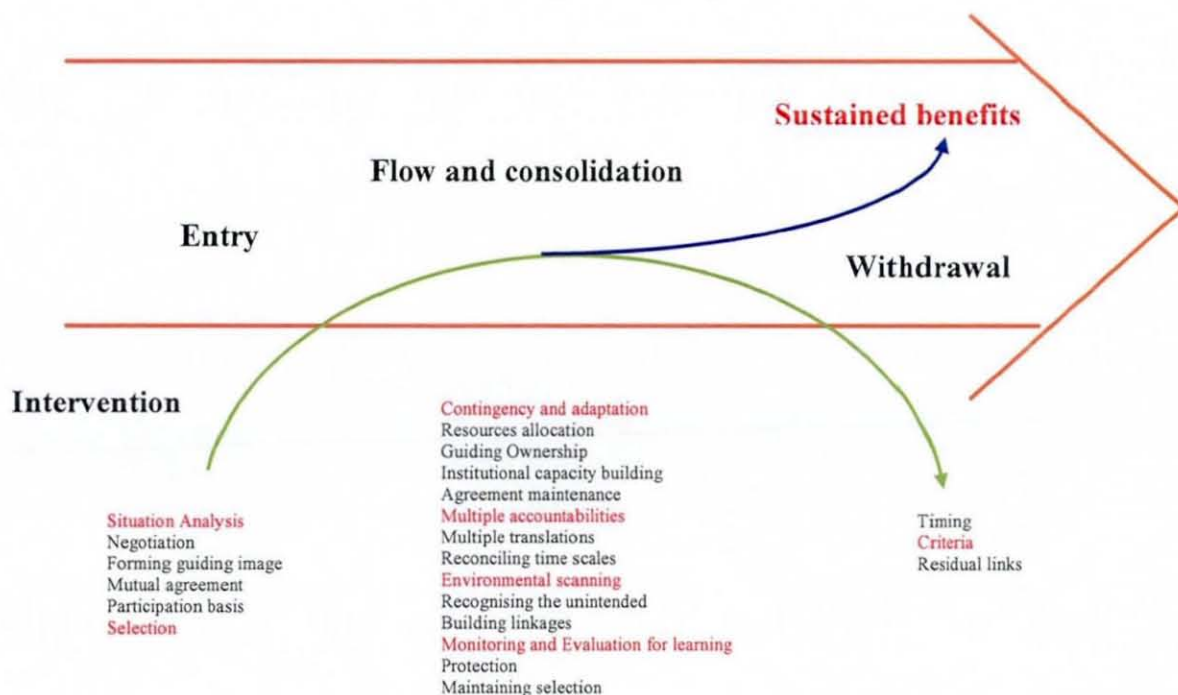 Sustained benefits
Flow and consolidation
Entry
Withdrawal
Intervention
Situation Analysis
Negotiation
Forming guiding image
Mutual agreement
Participation basis
Selection
Contingency and adaptation
Resources allocation
Guiding Ownership
Institutional capacity building
Agreement maintenance
Multiple accountabilities
Multiple translations
Reconciling time scales
Environmental scanning
Recognising the unintended
Building linkages
Monitoring and Evaluation for learning
Protection
Maintaining selection
Timing
Criteria
Residual links